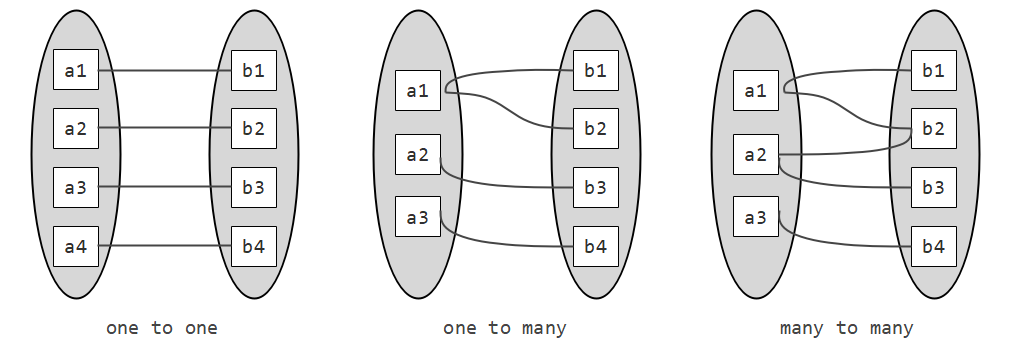 a1
a2
a3
a4
b1
b2
b3
b4
one to one
a1
a2
a3
b1
b2
b3
b4
one to many
a1
a2
a3
b1
b2
b3
b4
many to many